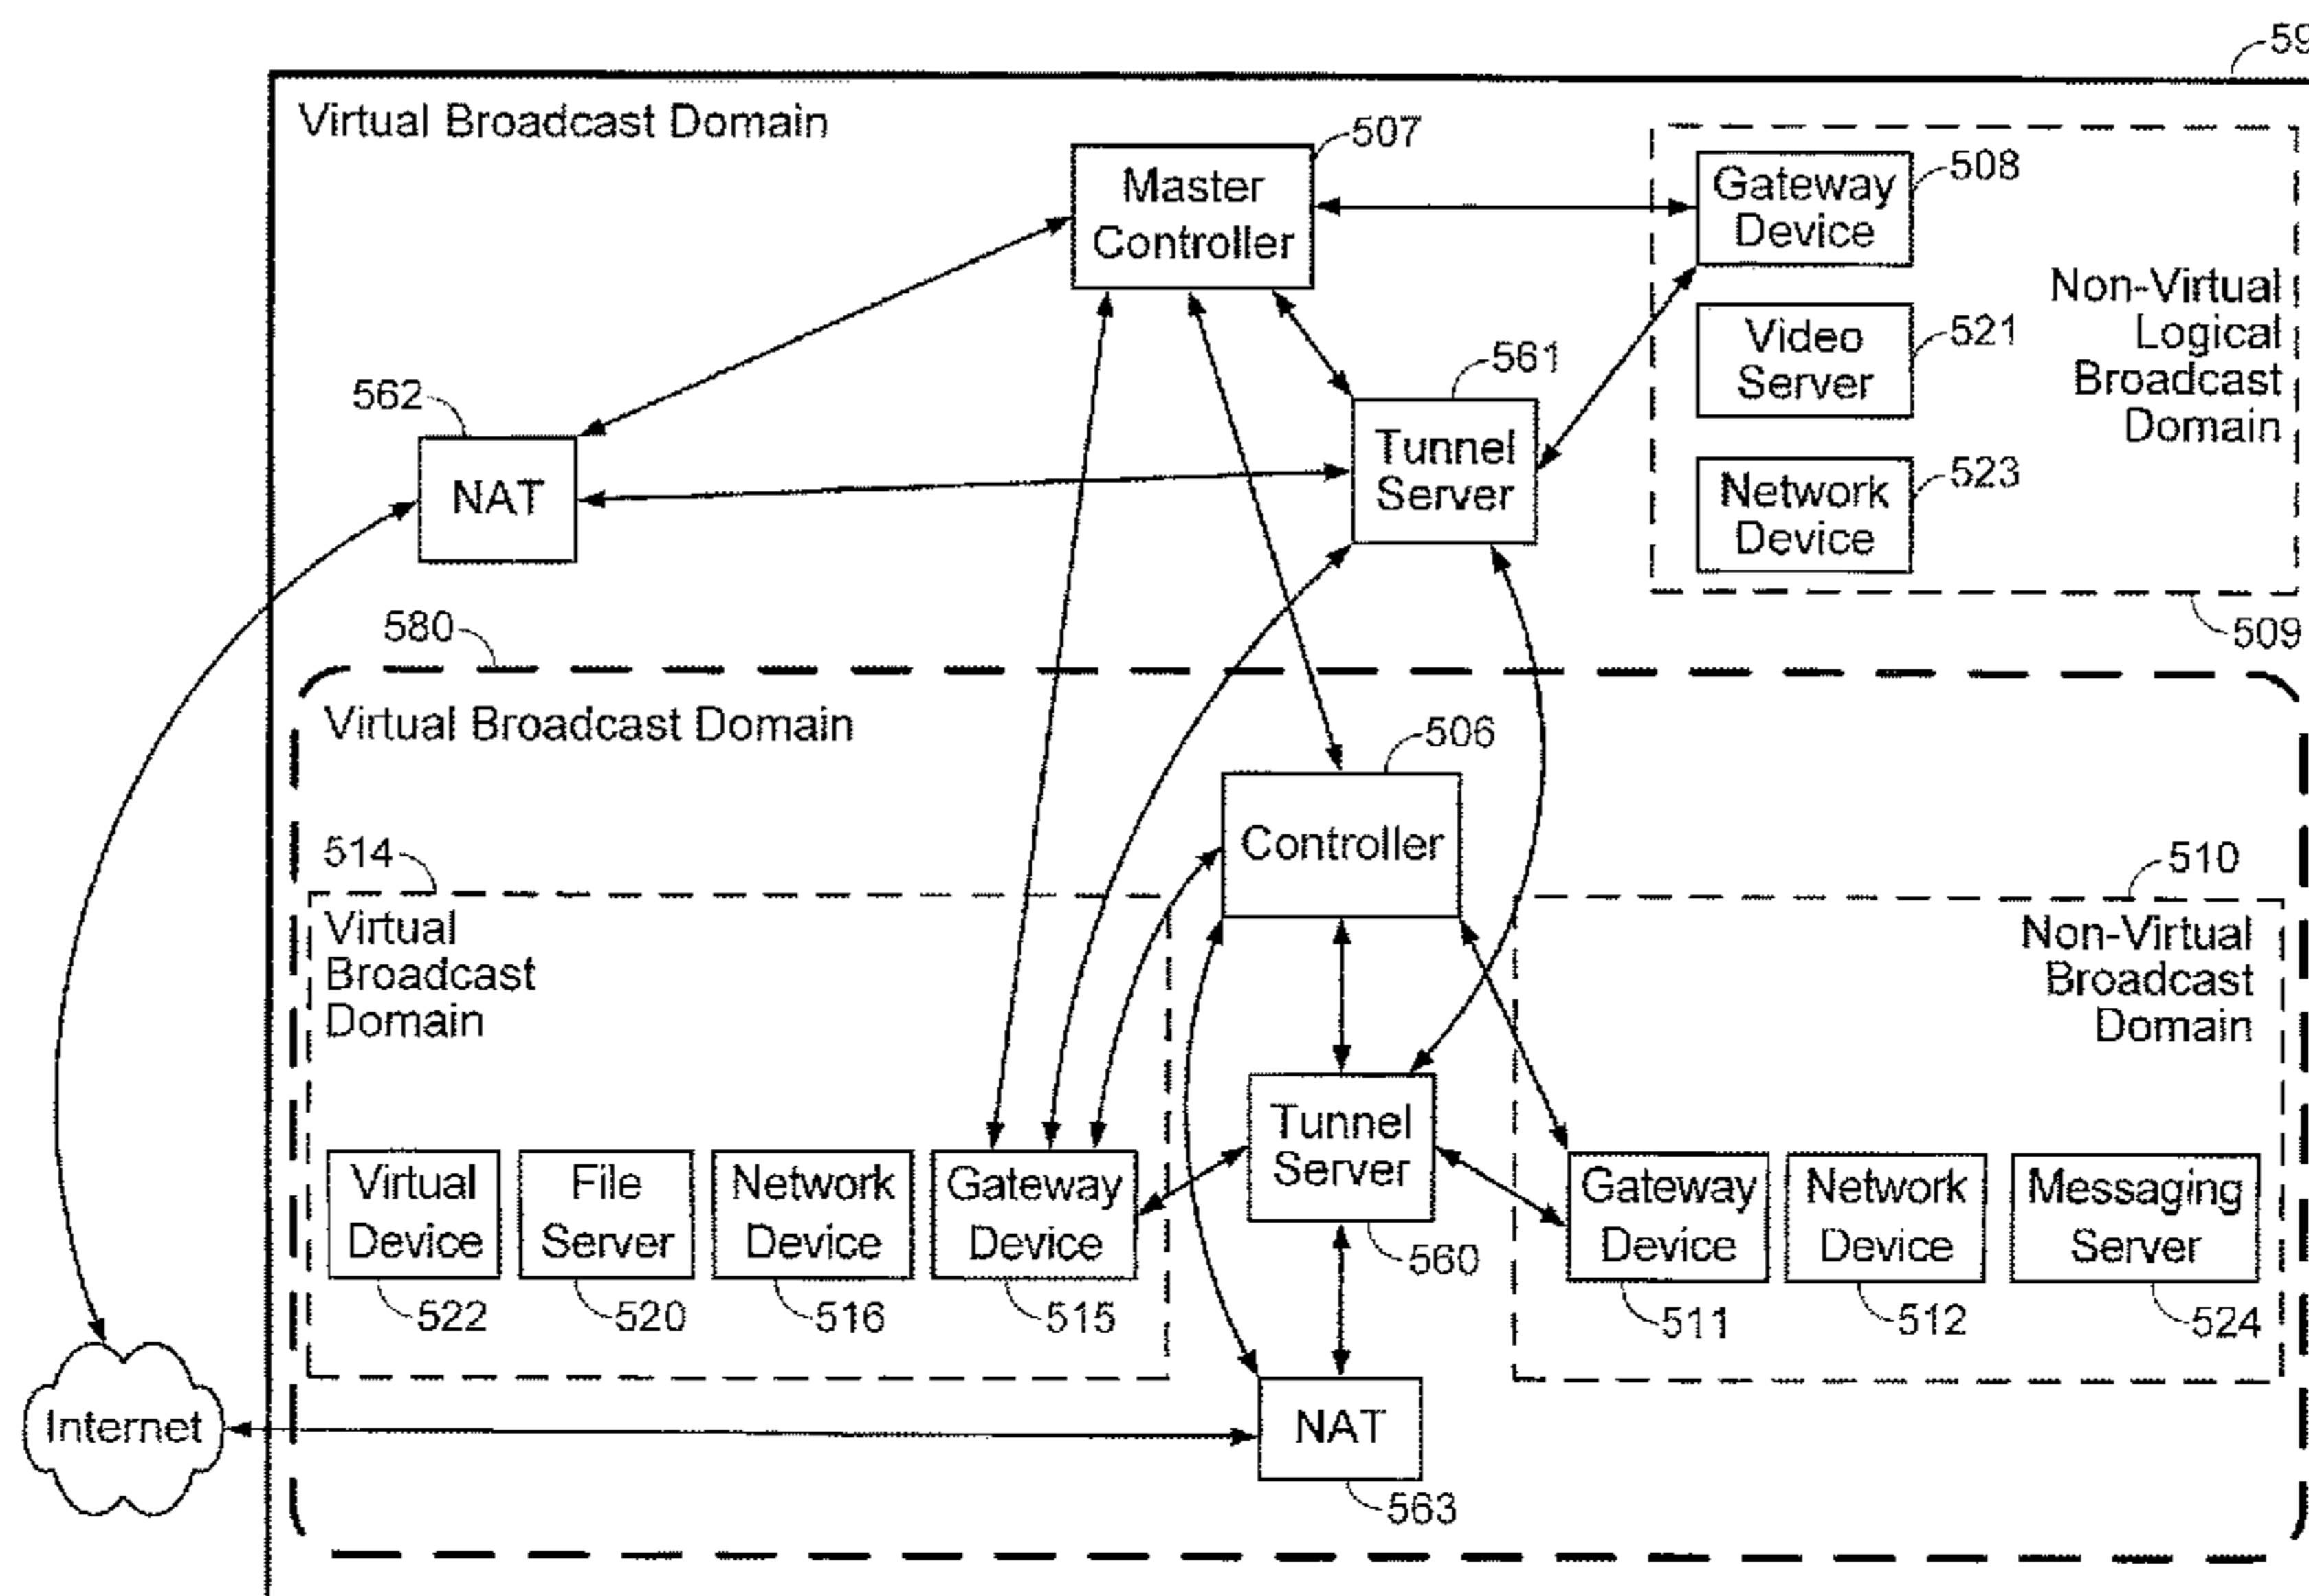 59
Virtual Broadcast Domain
507
Master
Controller
508
Gateway
Device
Non-Virtual
Logical
Broadcast
Domain
Video
Server
521
561
562
Tunnel
Server
NAT
Network
Device
523
509
580
Virtual Broadcast Domain
506
Controller
514
510
Virtual
Broadcast
Domain
Non-Virtual
Broadcast
Domain
Virtual
Device
522
File
Server
520
Network
Device
516
Gateway
Device
515
Tunnel
Server
560
Gateway
Device
511
Network
Device
512
Messaging
Server
524
Internet
NAT
563